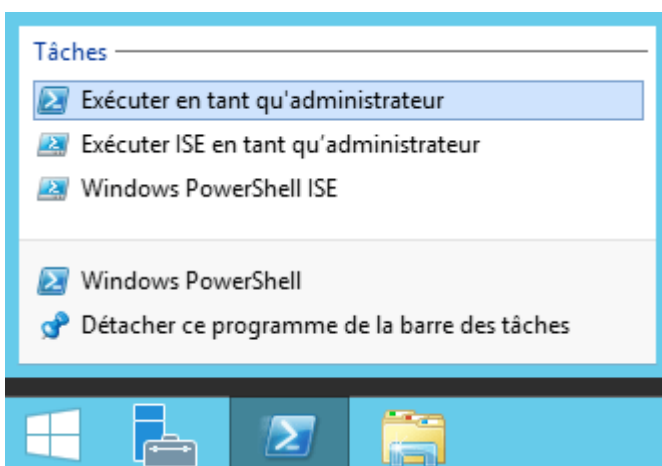 Tâches
Exécuter en tant qu'administrateur
Exécuter ISE en tant qu'administrateur
Windows PowerShell ISE
Windows PowerShell
Détacher ce programme de la barre des tâches